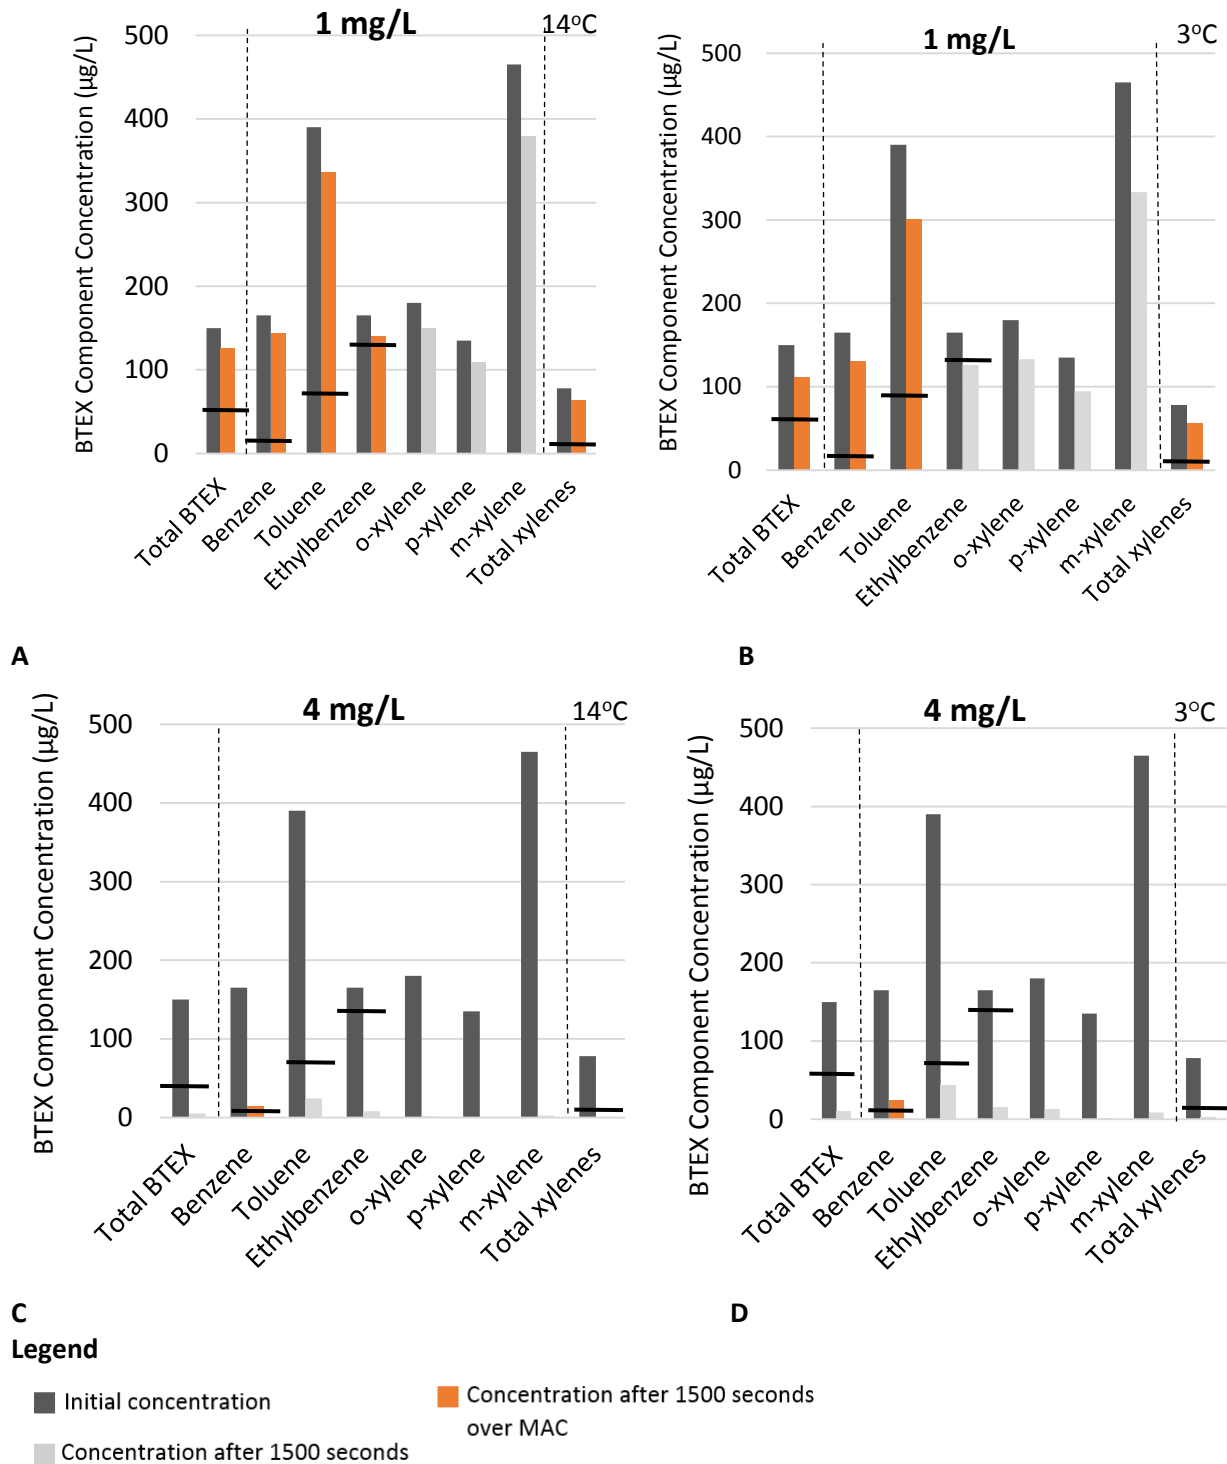 1 mg/L
14°C
BTEX Component Concentration (µg/L)
500
400
300
200
100
0
Total BTEX
Benzene
Toluene
Ethylbenzene
o-xylene
p-xylene
m-xylene
Total xylenes
A
1 mg/L
3°C
BTEX Component Concentration (µg/L)
500
400
300
200
100
0
Total BTEX
Benzene
Toluene
Ethylbenzene
o-xylene
p-xylene
m-xylene
Total xylenes
B
4 mg/L
14°C
BTEX Component Concentration (µg/L)
500
400
300
200
100
0
Total BTEX
Benzene
Toluene
Ethylbenzene
o-xylene
p-xylene
m-xylene
Total xylenes
C
4 mg/L
3°C
BTEX Component Concentration (µg/L)
500
400
300
200
100
0
Total BTEX
Benzene
Toluene
Ethylbenzene
o-xylene
p-xylene
m-xylene
Total xylenes
D
Legend
Initial concentration
Concentration after 1500 seconds
over MAC
Concentration after 1500 seconds